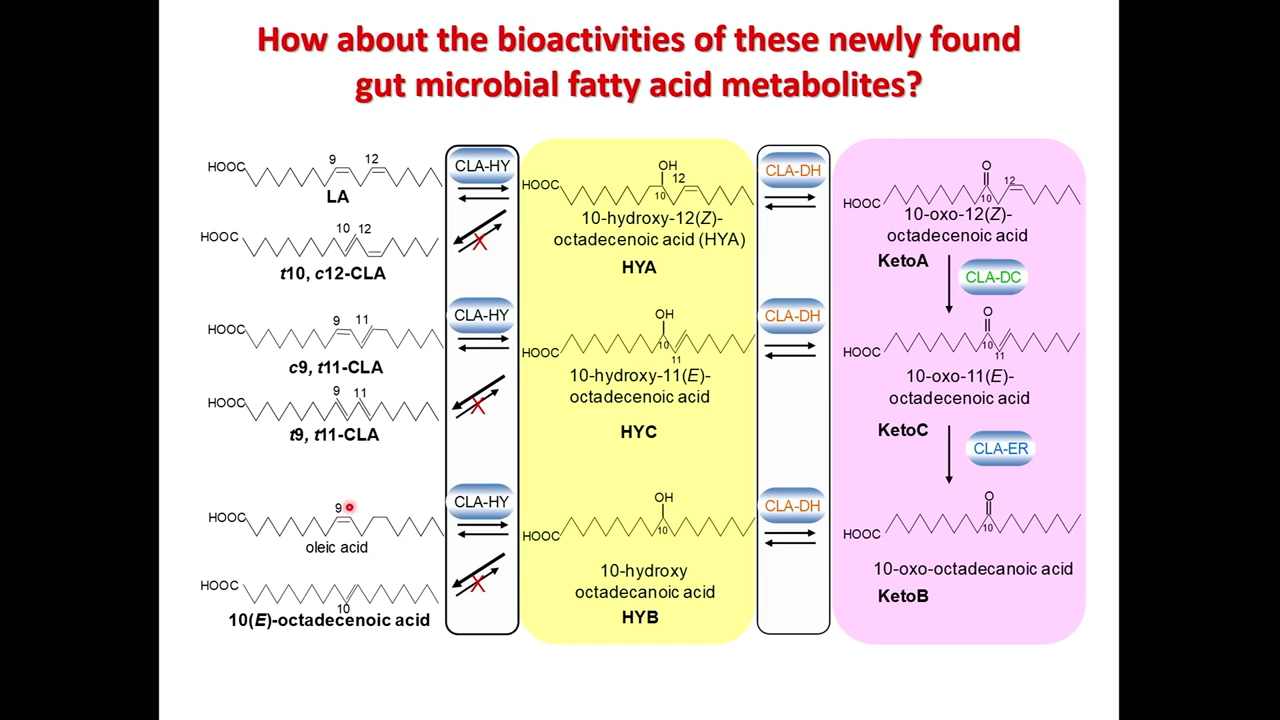 How about the bioactivities of these newly found
gut microbial fatty acid metabolites?
HOOC
9
12
LA
CLA-HY
HOOC
OH
12
10
10-hydroxy-12(Z)-
octadecenoic acid (HYA)
HYA
CLA-DH
HOOC
O
12
10
10-oxo-12(Z)-
octadecenoic acid
KetoA
HOOC
10
12
t10, c12-CLA
X
CLA-DC
HOOC
9
11
c9, t11-CLA
CLA-HY
HOOC
OH
10
11
10-hydroxy-11(E)-
octadecenoic acid
HYC
CLA-DH
HOOC
O
10
11
10-oxo-11(E)-
octadecenoic acid
KetoC
HOOC
9
11
t9, t11-CLA
X
CLA-ER
HOOC
9
oleic acid
CLA-HY
HOOC
OH
10
10-hydroxy
octadecanoic acid
HYB
CLA-DH
HOOC
O
10
10-oxo-octadecanoic acid
KetoB
HOOC
10
10(E)-octadecenoic acid
X